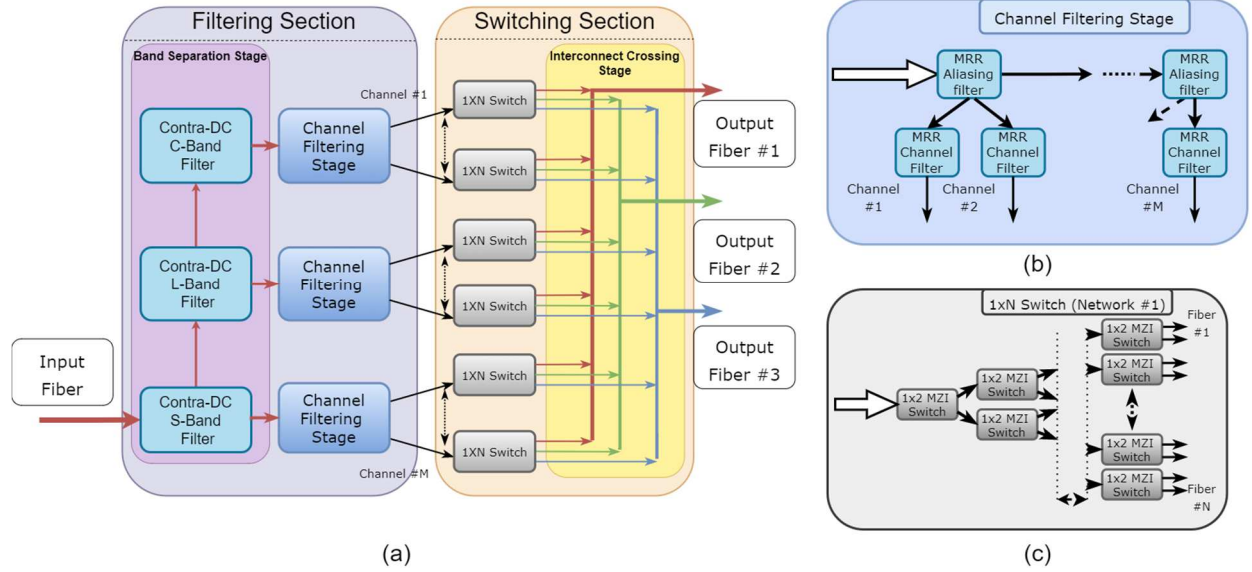 Filtering Section
Switching Section
Band Separation Stage
Interconnect Crossing
Stage
Contra-DC
C-Band
Filter
Channel
Filtering
Stage
Channel #1
1XN Switch
1XN Switch
Contra-DC
L-Band
Filter
Channel
Filtering
Stage
1XN Switch
1XN Switch
Input
Fiber
Contra-DC
S-Band
Filter
Channel
Filtering
Stage
Channel #M
1XN Switch
1XN Switch
Output
Fiber #1
Output
Fiber #2
Output
Fiber #3
(a)
Channel Filtering Stage
MRR
Aliasing
filter
MRR
Aliasing
filter
MRR
Channel
Filter
MRR
Channel
Filter
MRR
Channel
Filter
Channel
#1
Channel
#2
Channel
#M
(b)
1xN Switch (Network #1)
1x2 MZI
Switch
1x2 MZI
Switch
1x2 MZI
Switch
1x2 MZI
Switch
1x2 MZI
Switch
1x2 MZI
Switch
1x2 MZI
Switch
Fiber
#1
Fiber
#N
(c)